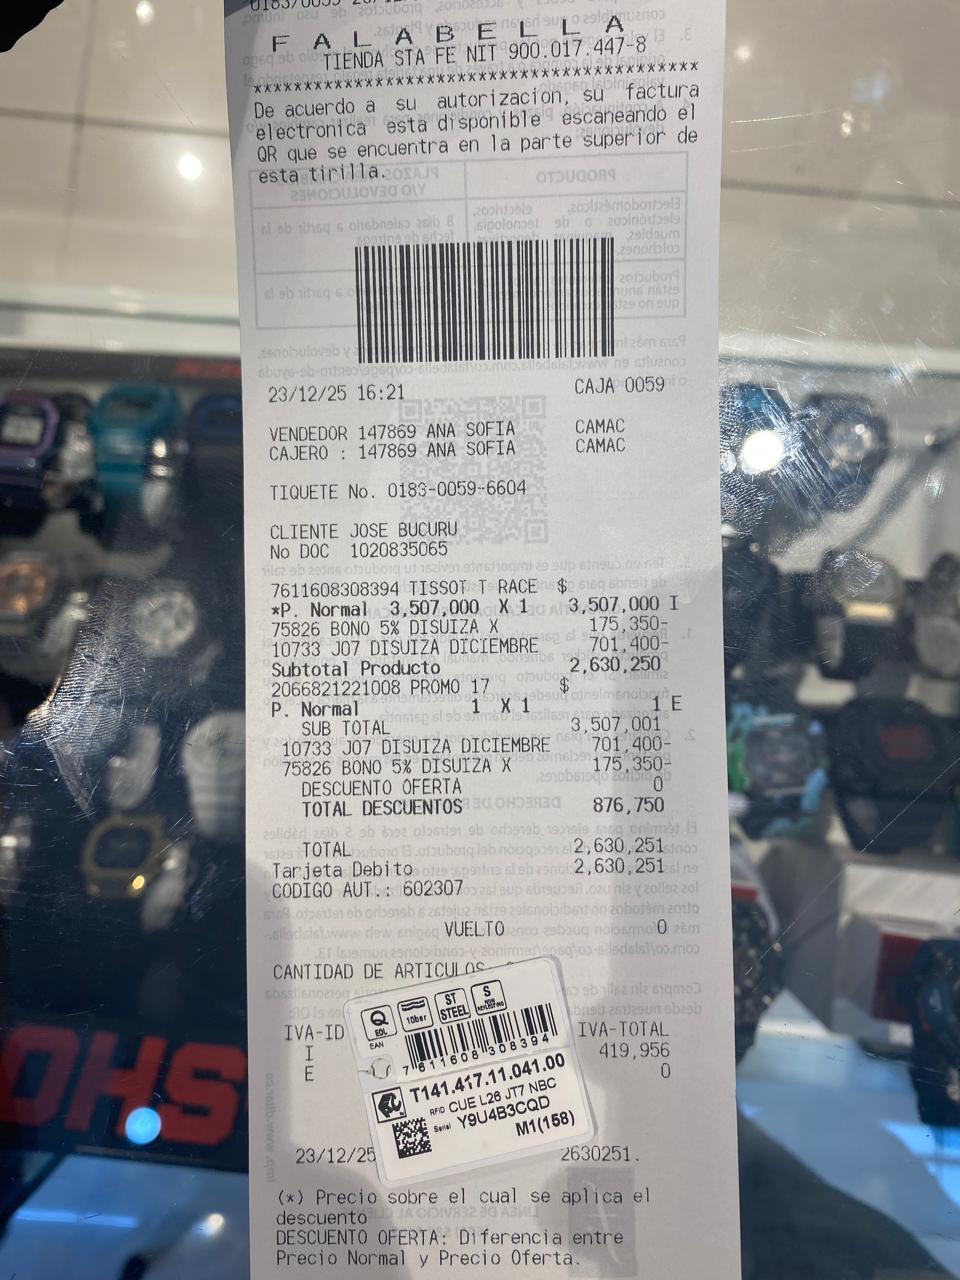 F A L A B E L L A
TIENDA STA FE NIT 900.017.447-8
**************************************************
De acuerdo a su autorizacion, su factura
electronica esta disponible escaneando el
QR que se encuentra en la parte superior de
esta tirilla.
23/12/25 16:21 CAJA 0059
VENDEDOR 147869 ANA SOFIA CAMAC
CAJERO : 147869 ANA SOFIA CAMAC
TIQUETE No. 0183-0059-6604
CLIENTE JOSE BUCURU
No DOC 1020835065
7611608308394 TISSOT T RACE $
*P. Normal 3,507,000 X 1 3,507,000 I
75826 BONO 5% DISUIZA X 175,350-
10733 J07 DISUIZA DICIEMBRE 701,400-
Subtotal Producto 2,630,250
2066821221008 PROMO 17 $
P. Normal 1 X 1 1 E
SUB TOTAL 3,507,001
10733 J07 DISUIZA DICIEMBRE 701,400-
75826 BONO 5% DISUIZA X 175,350-
DESCUENTO OFERTA 0
TOTAL DESCUENTOS 876,750
TOTAL 2,630,251
Tarjeta Debito 2,630,251
CODIGO AUT.: 602307
VUELTO 0
CANTIDAD DE ARTICULOS
IVA-ID IVA-TOTAL
I 419,956
E 0
Q EOL
10bar
ST STEEL
S NON REFLECTING
EAN
7 611608 308394
T141.417.11.041.00
RFID CUE L26 JT7 NBC
Serial Y9U4B3CQD
M1(158)
23/12/25 2630251.
(*) Precio sobre el cual se aplica el
descuento
DESCUENTO OFERTA: Diferencia entre
Precio Normal y Precio Oferta.